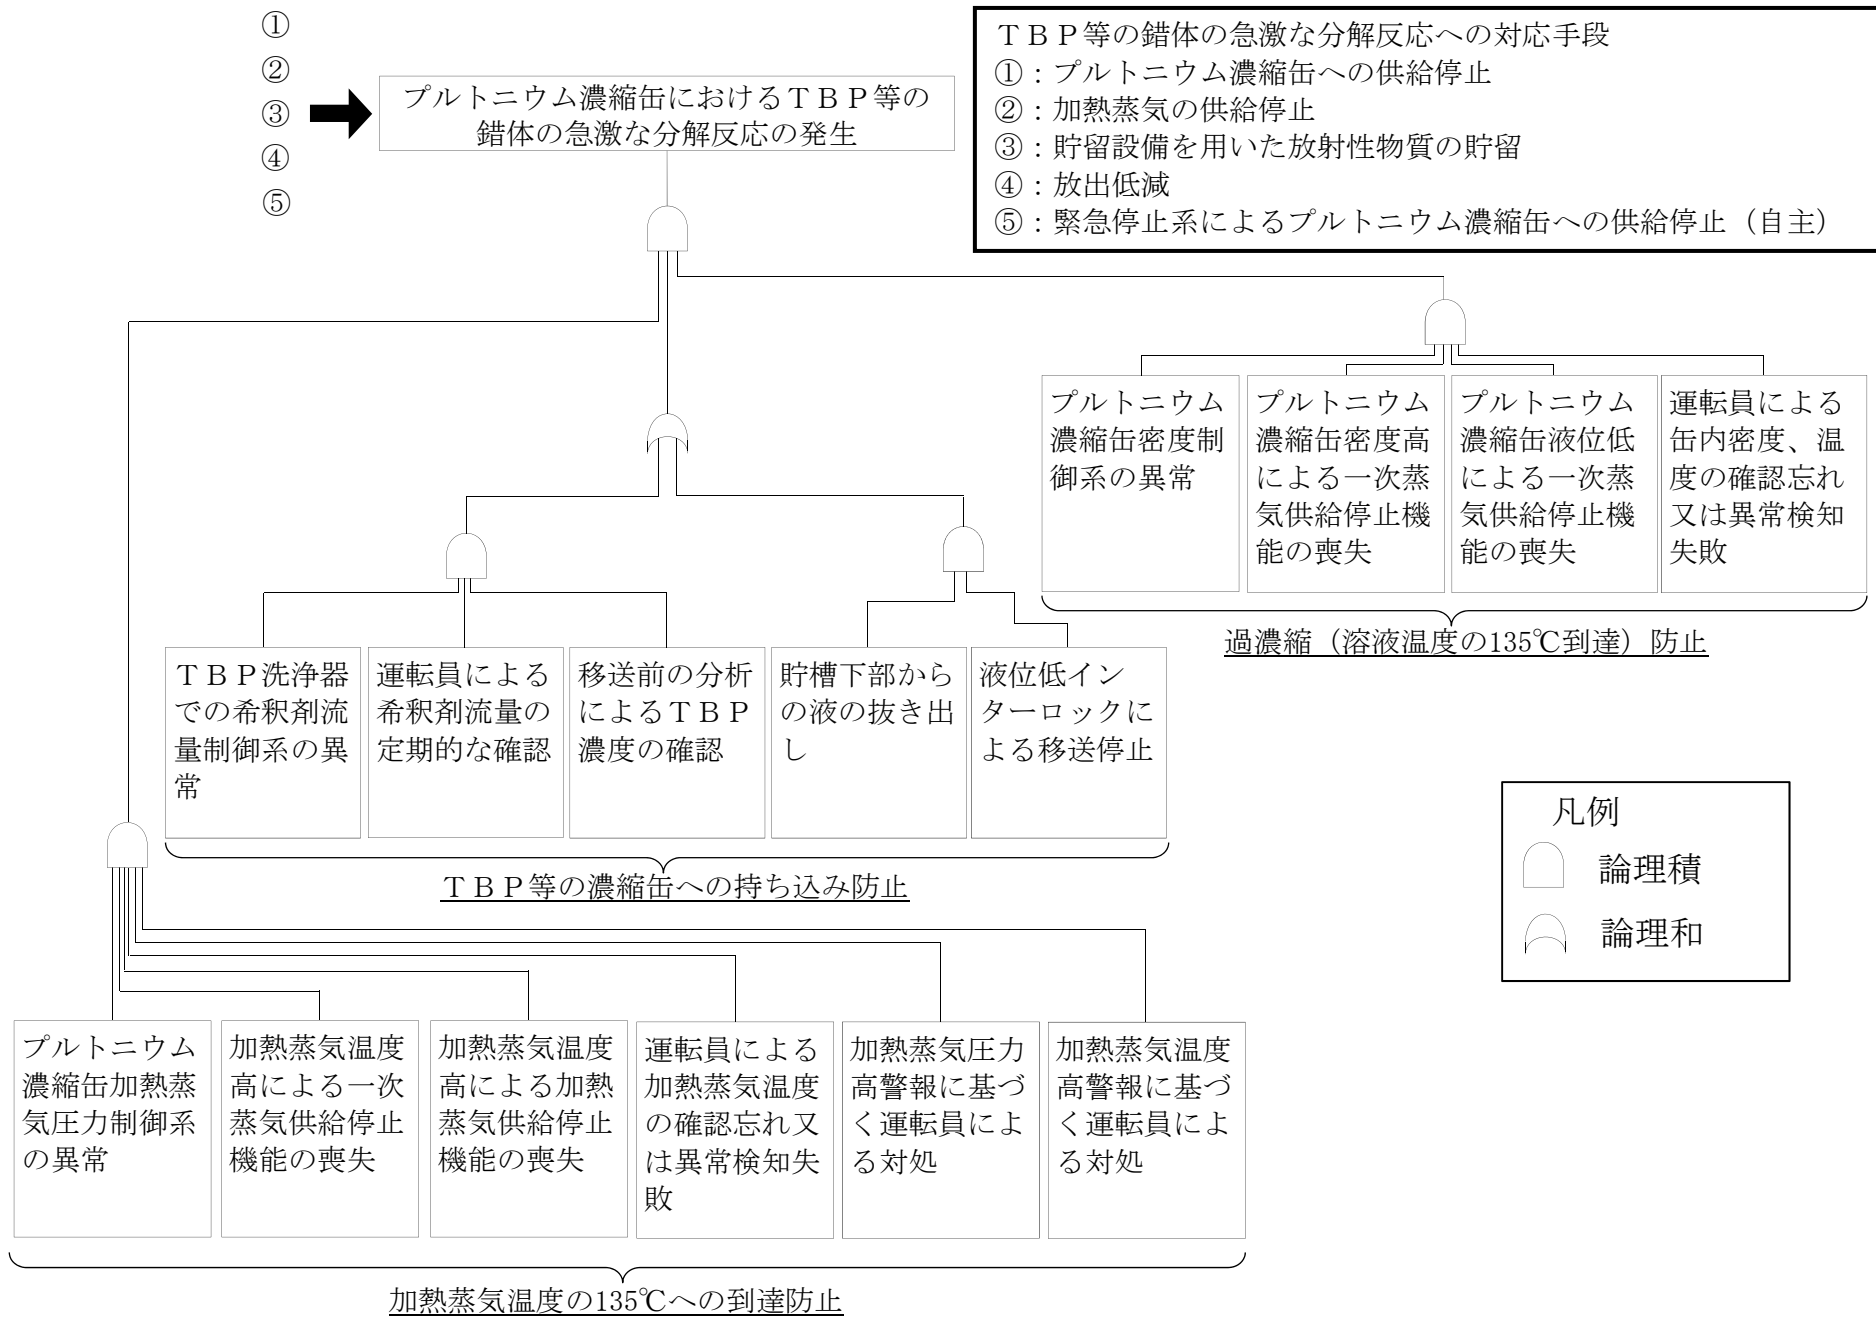 ①
②
③
④
⑤
プルトニウム濃縮缶におけるＴＢＰ等の
錯体の急激な分解反応の発生
ＴＢＰ等の錯体の急激な分解反応への対応手段
①：プルトニウム濃縮缶への供給停止
②：加熱蒸気の供給停止
③：貯留設備を用いた放射性物質の貯留
④：放出低減
⑤：緊急停止系によるプルトニウム濃縮缶への供給停止（自主）
プルトニウム
濃縮缶密度制
御系の異常
プルトニウム
濃縮缶密度高
による一次蒸
気供給停止機
能の喪失
プルトニウム
濃縮缶液位低
による一次蒸
気供給停止機
能の喪失
運転員による
缶内密度、温
度の確認忘れ
又は異常検知
失敗
過濃縮（溶液温度の135℃到達）防止
ＴＢＰ洗浄器
での希釈剤流
量制御系の異
常
運転員による
希釈剤流量の
定期的な確認
移送前の分析
によるＴＢＰ
濃度の確認
貯槽下部から
の液の抜き出
し
液位低イン
ターロックに
よる移送停止
ＴＢＰ等の濃縮缶への持ち込み防止
凡例
論理積
論理和
プルトニウム
濃縮缶加熱蒸
気圧力制御系
の異常
加熱蒸気温度
高による一次
蒸気供給停止
機能の喪失
加熱蒸気温度
高による加熱
蒸気供給停止
機能の喪失
運転員による
加熱蒸気温度
の確認忘れ又
は異常検知失
敗
加熱蒸気圧力
高警報に基づ
く運転員によ
る対処
加熱蒸気温度
高警報に基づ
く運転員によ
る対処
加熱蒸気温度の135℃への到達防止